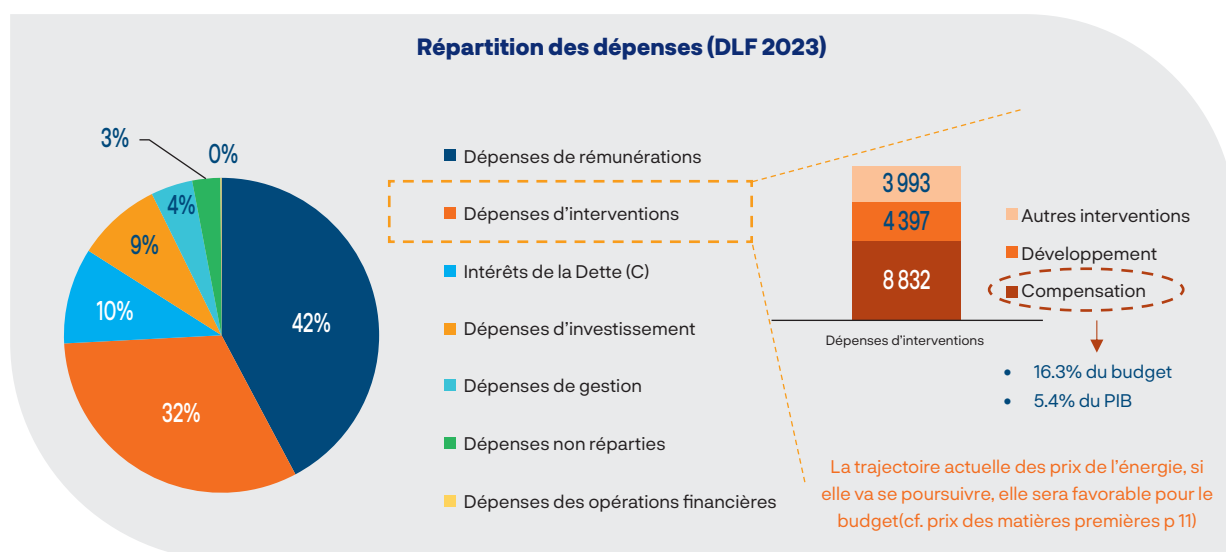 Répartition des dépenses (DLF 2023)
3%
0%
4%
9%
10%
42%
32%
Dépenses de rémunérations
Dépenses d'interventions
Intérêts de la Dette (C)
Dépenses d'investissement
Dépenses de gestion
Dépenses non réparties
Dépenses des opérations financières
3 993
4 397
8 832
Dépenses d'interventions
Autres interventions
Développement
Compensation
• 16.3% du budget
• 5.4% du PIB
La trajectoire actuelle des prix de l'énergie, si
elle va se poursuivre, elle sera favorable pour le
budget(cf. prix des matières premières p 11)